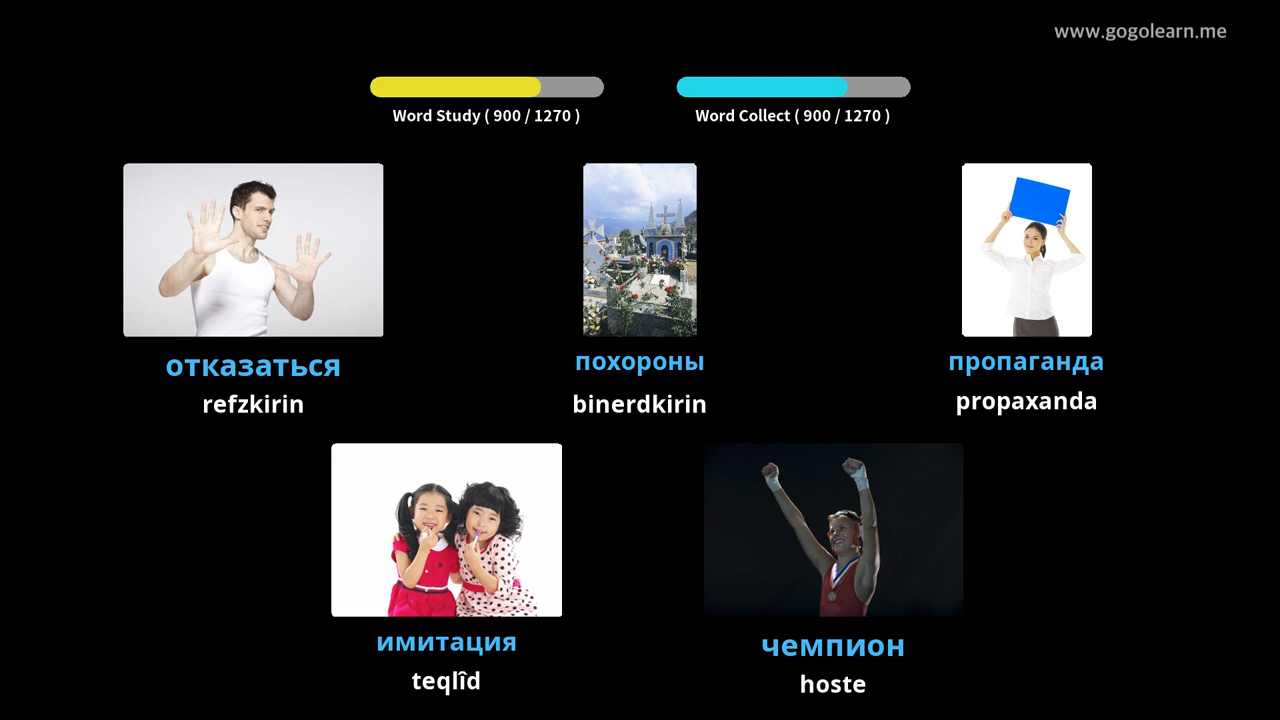 www.gogolearn.me
Word Study ( 900 / 1270 )
Word Collect ( 900 / 1270 )
отказаться
refzkirin
похороны
binerdkirin
пропаганда
propaxanda
имитация
teqlîd
чемпион
hoste